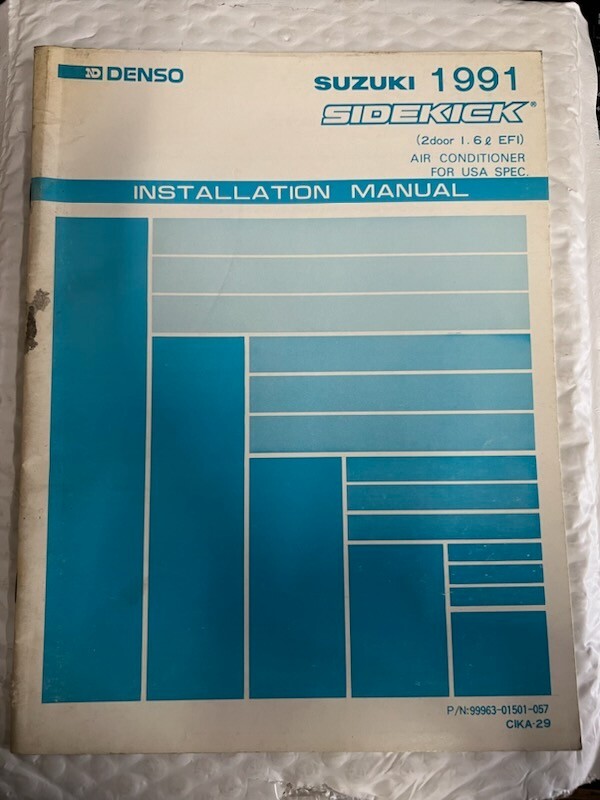 ND DENSO
SUZUKI 1991
SIDEKICK®
(2door 1.6ℓ EFI)
AIR CONDITIONER
FOR USA SPEC.
INSTALLATION MANUAL
P/N:99963-01501-057
CIKA-29